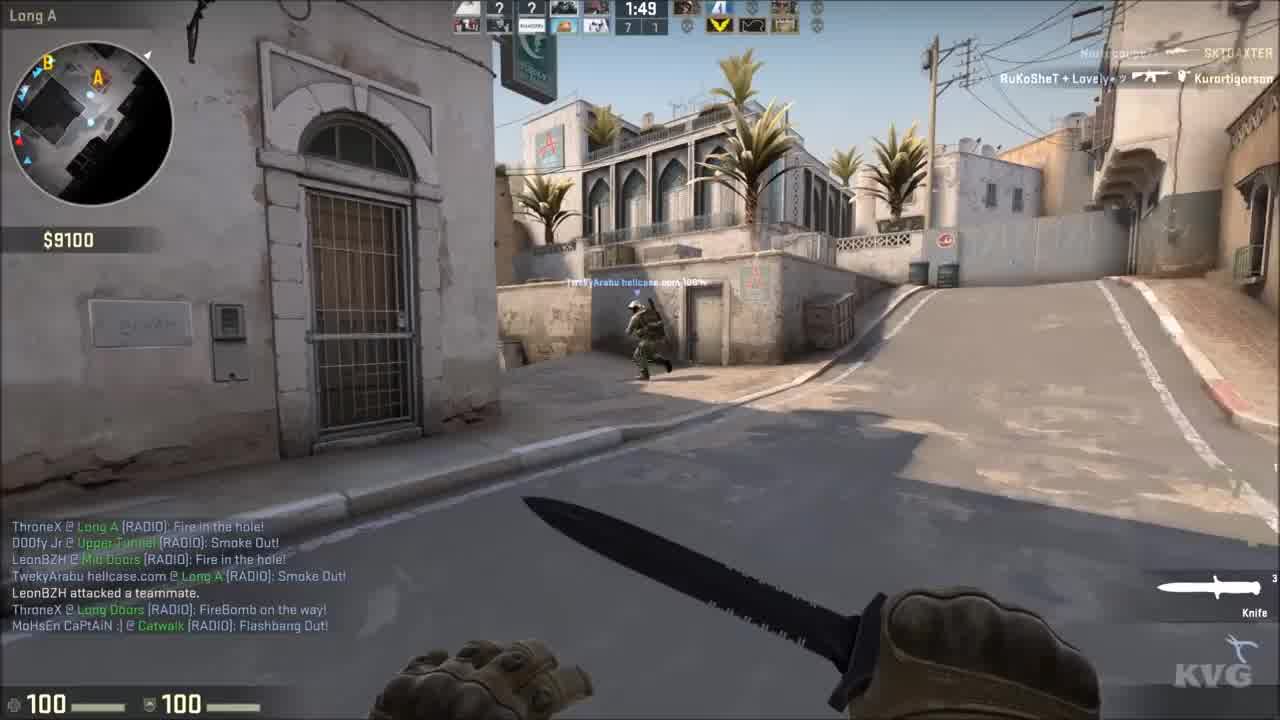 Long A
? ? 1:49
7 1
B A
SKTDAXTER
RuKoSheT + Lovely• ツ Kurortigorsan
$9100
TwekyArabu hellcase.com 100%
ThroneX @ Long A (RADIO): Fire in the hole!
D00fy Jr @ Upper Tunnel (RADIO): Smoke Out!
LeonBZH @ Mid Doors (RADIO): Fire in the hole!
TwekyArabu hellcase.com @ Long A (RADIO): Smoke Out!
LeonBZH attacked a teammate.
ThroneX @ Long Doors (RADIO): FireBomb on the way!
MoHsEn CaPtAiN :] @ Catwalk (RADIO): Flashbang Out!
3
Knife
KVG
100 100